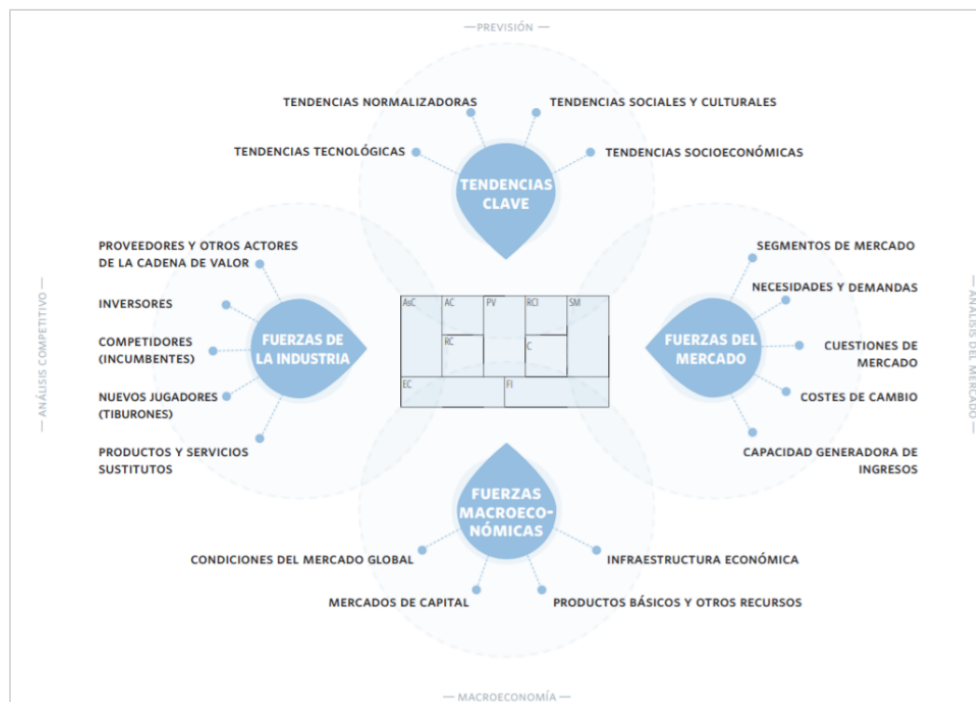 — PREVISIÓN —
TENDENCIAS NORMALIZADORAS
TENDENCIAS SOCIALES Y CULTURALES
TENDENCIAS TECNOLÓGICAS
TENDENCIAS SOCIOECONÓMICAS
TENDENCIAS
CLAVE
— ANÁLISIS COMPETITIVO —
PROVEEDORES Y OTROS ACTORES
DE LA CADENA DE VALOR
INVERSORES
COMPETIDORES
(INCUMBENTES)
NUEVOS JUGADORES
(TIBURONES)
PRODUCTOS Y SERVICIOS
SUSTITUTOS
FUERZAS DE
LA INDUSTRIA
AsC
AC
PV
RCl
SM
RC
C
EC
FI
FUERZAS DEL
MERCADO
SEGMENTOS DE MERCADO
NECESIDADES Y DEMANDAS
CUESTIONES DE
MERCADO
COSTES DE CAMBIO
CAPACIDAD GENERADORA DE
INGRESOS
— ANÁLISIS DEL MERCADO —
FUERZAS
MACROECO-
NÓMICAS
CONDICIONES DEL MERCADO GLOBAL
INFRAESTRUCTURA ECONÓMICA
MERCADOS DE CAPITAL
PRODUCTOS BÁSICOS Y OTROS RECURSOS
— MACROECONOMÍA —